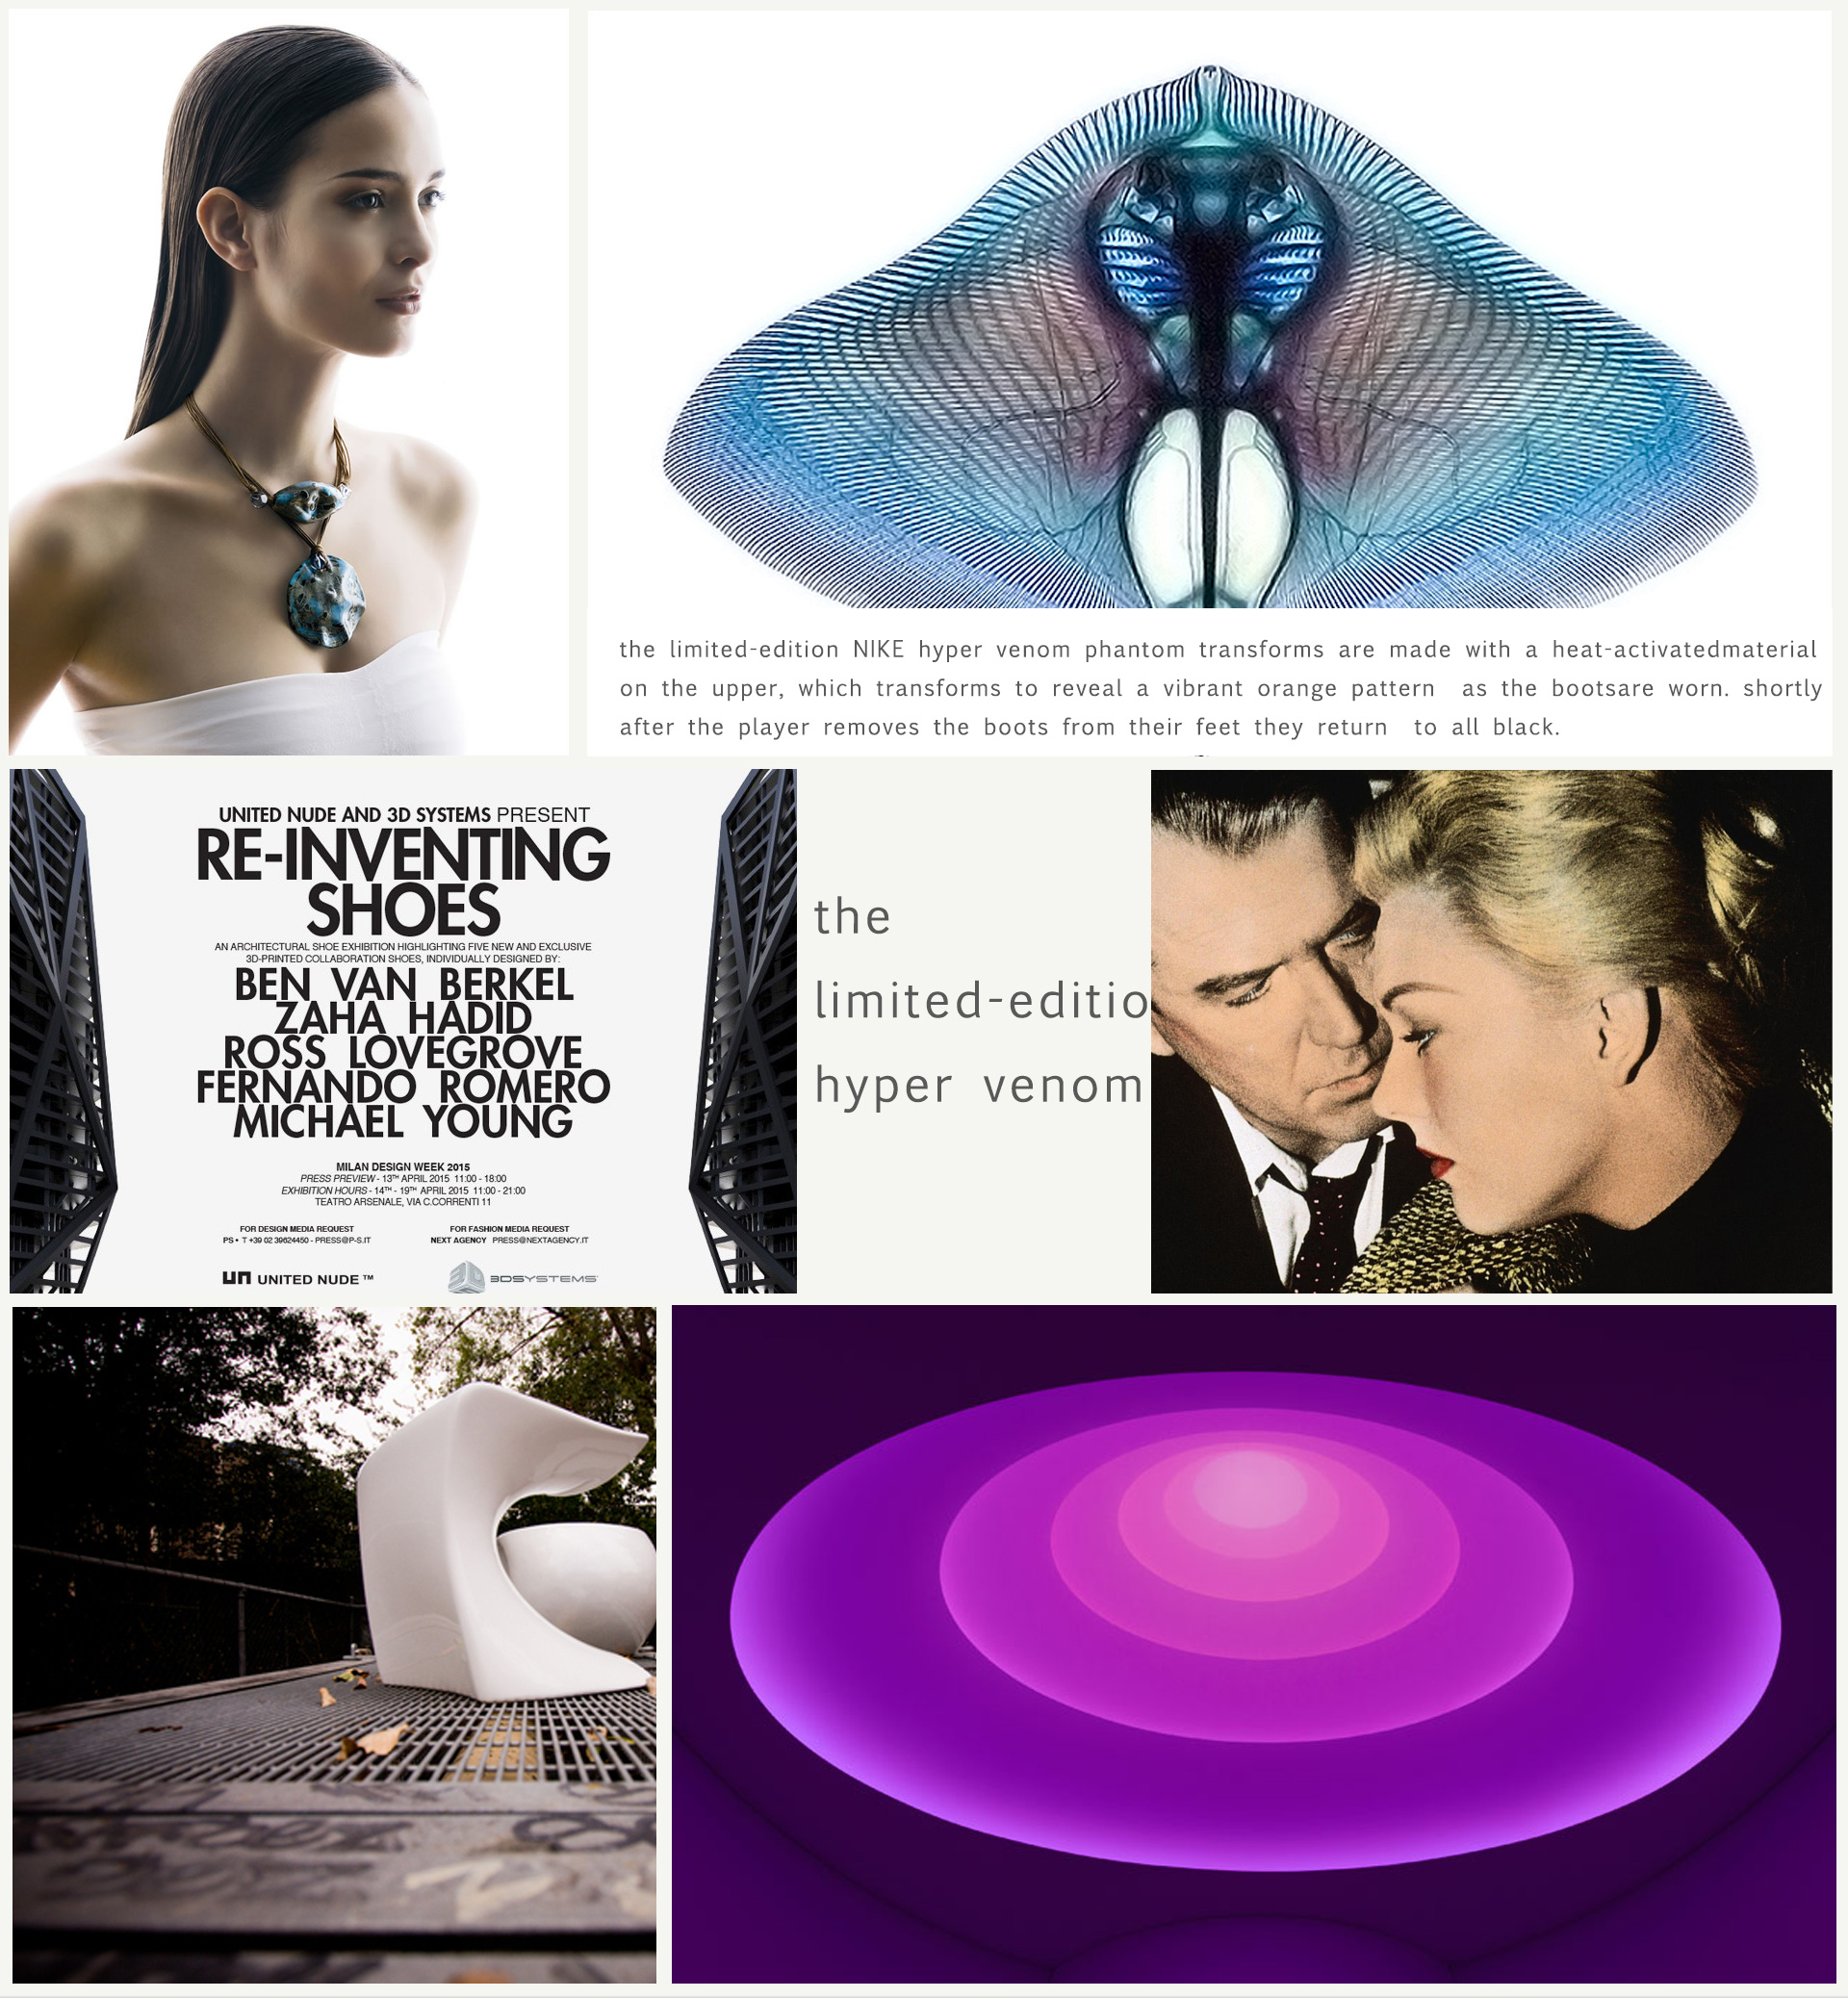 the limited-edition NIKE hyper venom phantom transforms are made with a heat-activatedmaterial
on the upper, which transforms to reveal a vibrant orange pattern as the bootsare worn. shortly
after the player removes the boots from their feet they return to all black.
UNITED NUDE AND 3D SYSTEMS PRESENT
RE-INVENTING
SHOES
AN ARCHITECTURAL SHOE EXHIBITION HIGHLIGHTING FIVE NEW AND EXCLUSIVE
3D-PRINTED COLLABORATION SHOES, INDIVIDUALLY DESIGNED BY:
BEN VAN BERKEL
ZAHA HADID
ROSS LOVEGROVE
FERNANDO ROMERO
MICHAEL YOUNG
MILAN DESIGN WEEK 2015
PRESS PREVIEW - 13TH APRIL 2015 11:00 - 18:00
EXHIBITION HOURS - 14TH - 19TH APRIL 2015 11:00 - 21:00
TEATRO ARSENALE, VIA C.CORRENTI 11
FOR DESIGN MEDIA REQUEST
PS • T +39 02 39624450 - PRESS@P-S.IT
FOR FASHION MEDIA REQUEST
NEXT AGENCY PRESS@NEXTAGENCY.IT
un UNITED NUDE ™
3D 3DSYSTEMS
the
limited-editio
hyper venom